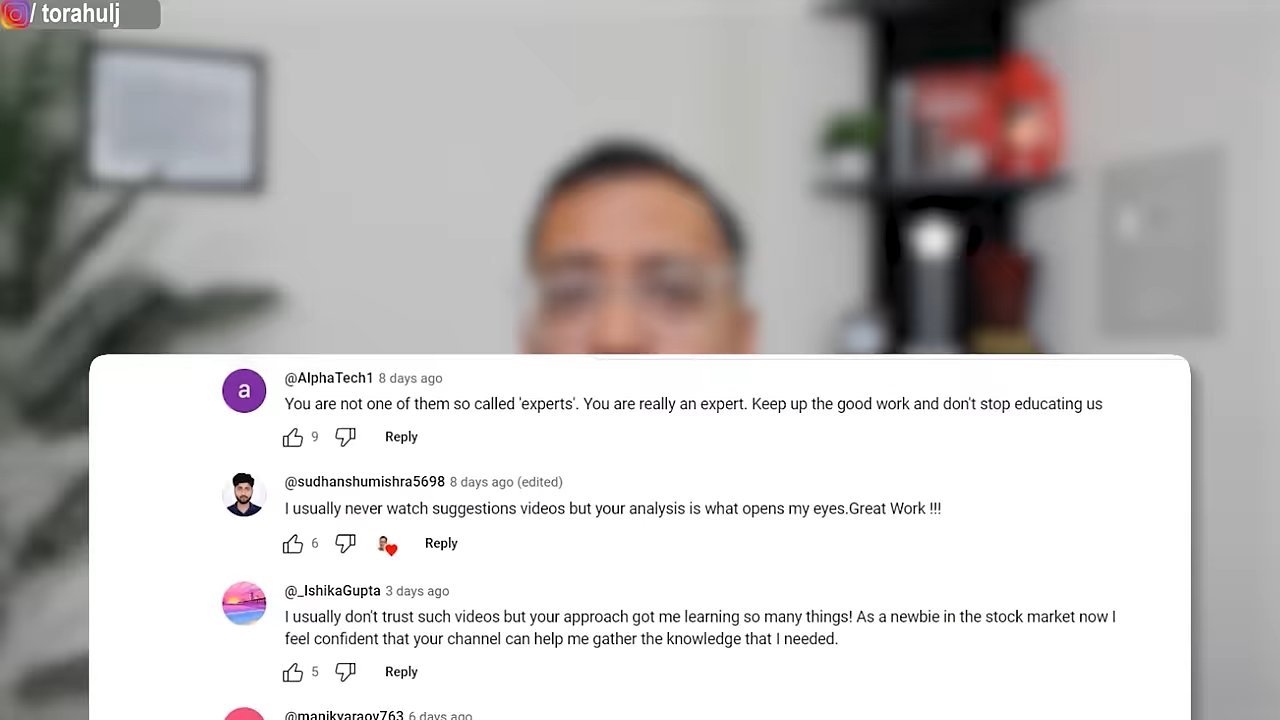 / torahulj
a
@AlphaTech1 8 days ago
You are not one of them so called 'experts'. You are really an expert. Keep up the good work and don't stop educating us
9 Reply
@sudhanshumishra5698 8 days ago (edited)
I usually never watch suggestions videos but your analysis is what opens my eyes.Great Work !!!
6 Reply
@_IshikaGupta 3 days ago
I usually don't trust such videos but your approach got me learning so many things! As a newbie in the stock market now I
feel confident that your channel can help me gather the knowledge that I needed.
5 Reply
@manikyaraoy763 6 days ago